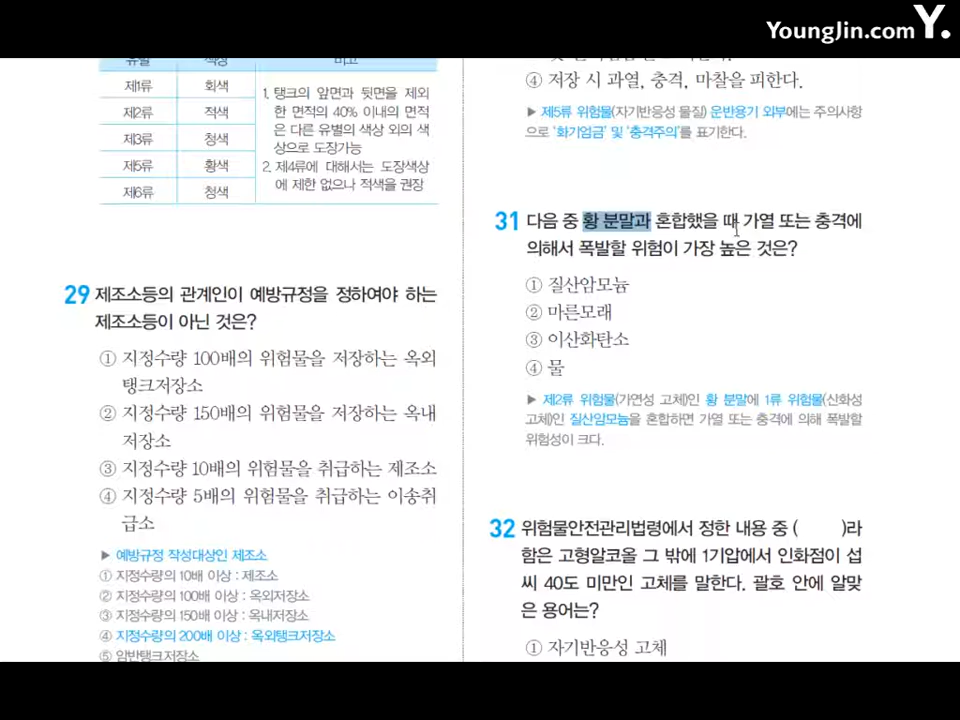 YoungJin.com Y.
유별 색상 비고
제1류 회색
제2류 적색
제3류 청색
제5류 황색
제6류 청색
1. 탱크의 앞면과 뒷면을 제외
한 면적의 40% 이내의 면적
은 다른 유별의 색상 외의 색
상으로 도장가능
2. 제4류에 대해서는 도장색상
에 제한 없으나 적색을 권장
29 제조소등의 관계인이 예방규정을 정하여야 하는
제조소등이 아닌 것은?
① 지정수량 100배의 위험물을 저장하는 옥외
탱크저장소
② 지정수량 150배의 위험물을 저장하는 옥내
저장소
③ 지정수량 10배의 위험물을 취급하는 제조소
④ 지정수량 5배의 위험물을 취급하는 이송취
급소
▶ 예방규정 작성대상인 제조소
① 지정수량의 10배 이상 : 제조소
② 지정수량의 100배 이상 : 옥외저장소
③ 지정수량의 150배 이상 : 옥내저장소
④ 지정수량의 200배 이상 : 옥외탱크저장소
⑤ 암반탱크저장소
④ 저장 시 과열, 충격, 마찰을 피한다.
▶ 제5류 위험물(자기반응성 물질) 운반용기 외부에는 주의사항
으로 '화기엄금' 및 '충격주의'를 표기한다.
31 다음 중 황 분말과 혼합했을 때 가열 또는 충격에
의해서 폭발할 위험이 가장 높은 것은?
① 질산암모늄
② 마른모래
③ 이산화탄소
④ 물
▶ 제2류 위험물(가연성 고체)인 황 분말에 1류 위험물(산화성
고체)인 질산암모늄을 혼합하면 가열 또는 충격에 의해 폭발할
위험성이 크다.
32 위험물안전관리법령에서 정한 내용 중 ( )라
함은 고형알코올 그 밖에 1기압에서 인화점이 섭
씨 40도 미만인 고체를 말한다. 괄호 안에 알맞
은 용어는?
① 자기반응성 고체